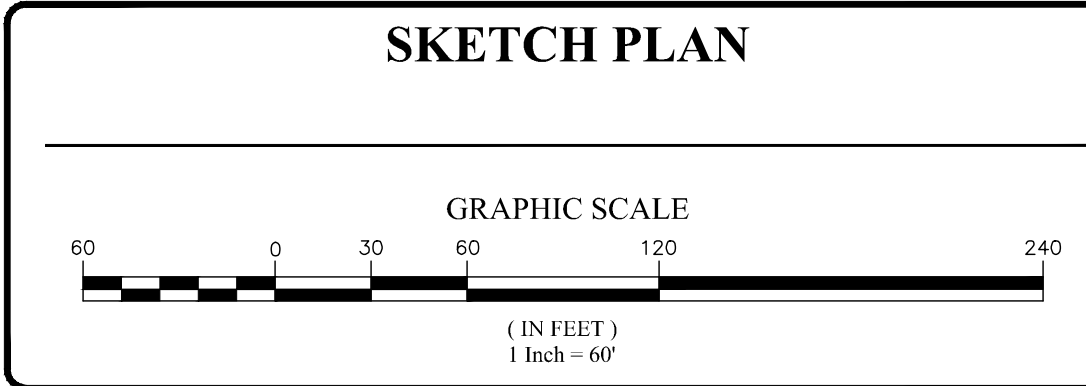 SKETCH PLAN
GRAPHIC SCALE
60 0 30 60 120 240
( IN FEET )
1 Inch = 60'